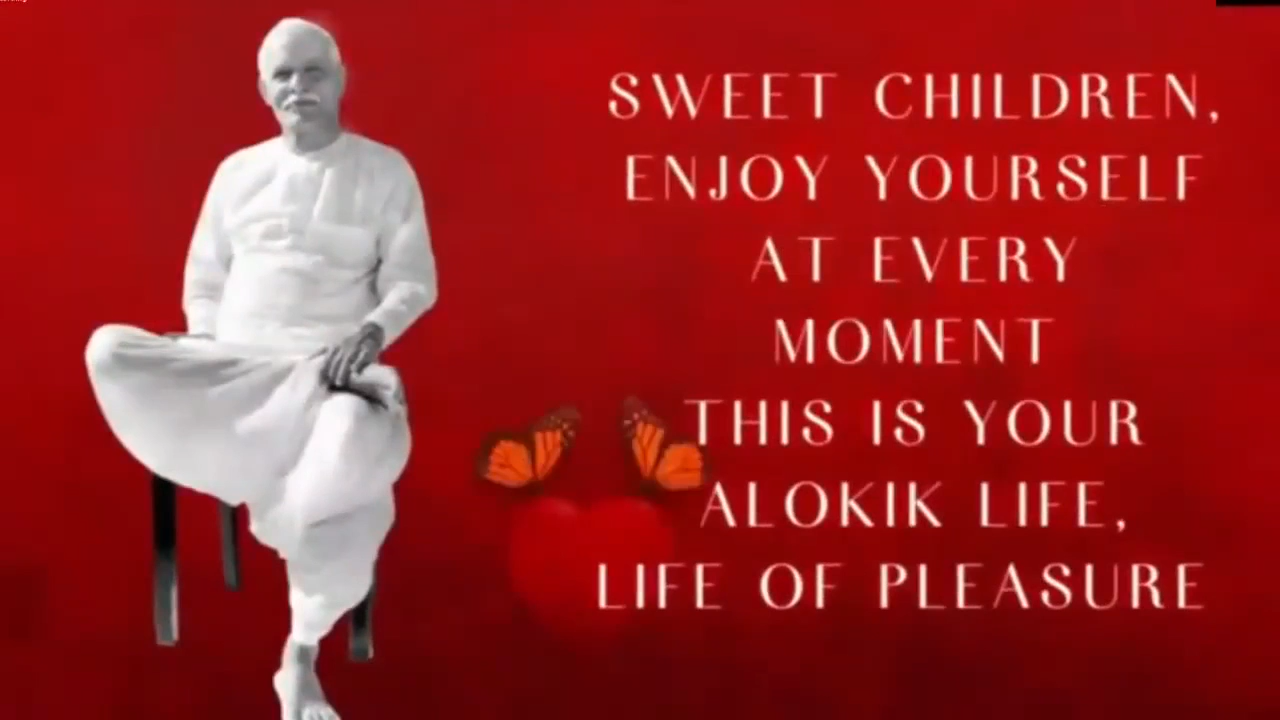 SWEET CHILDREN,
ENJOY YOURSELF
AT EVERY
MOMENT
THIS IS YOUR
ALOKIK LIFE,
LIFE OF PLEASURE